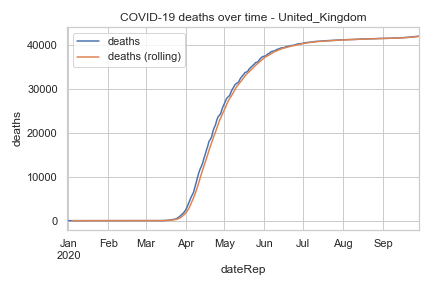 COVID-19 deaths over time - United_Kingdom
deaths
deaths (rolling)
40000
30000
20000
10000
0
deaths
Jan Feb Mar Apr May Jun Jul Aug Sep
2020
dateRep